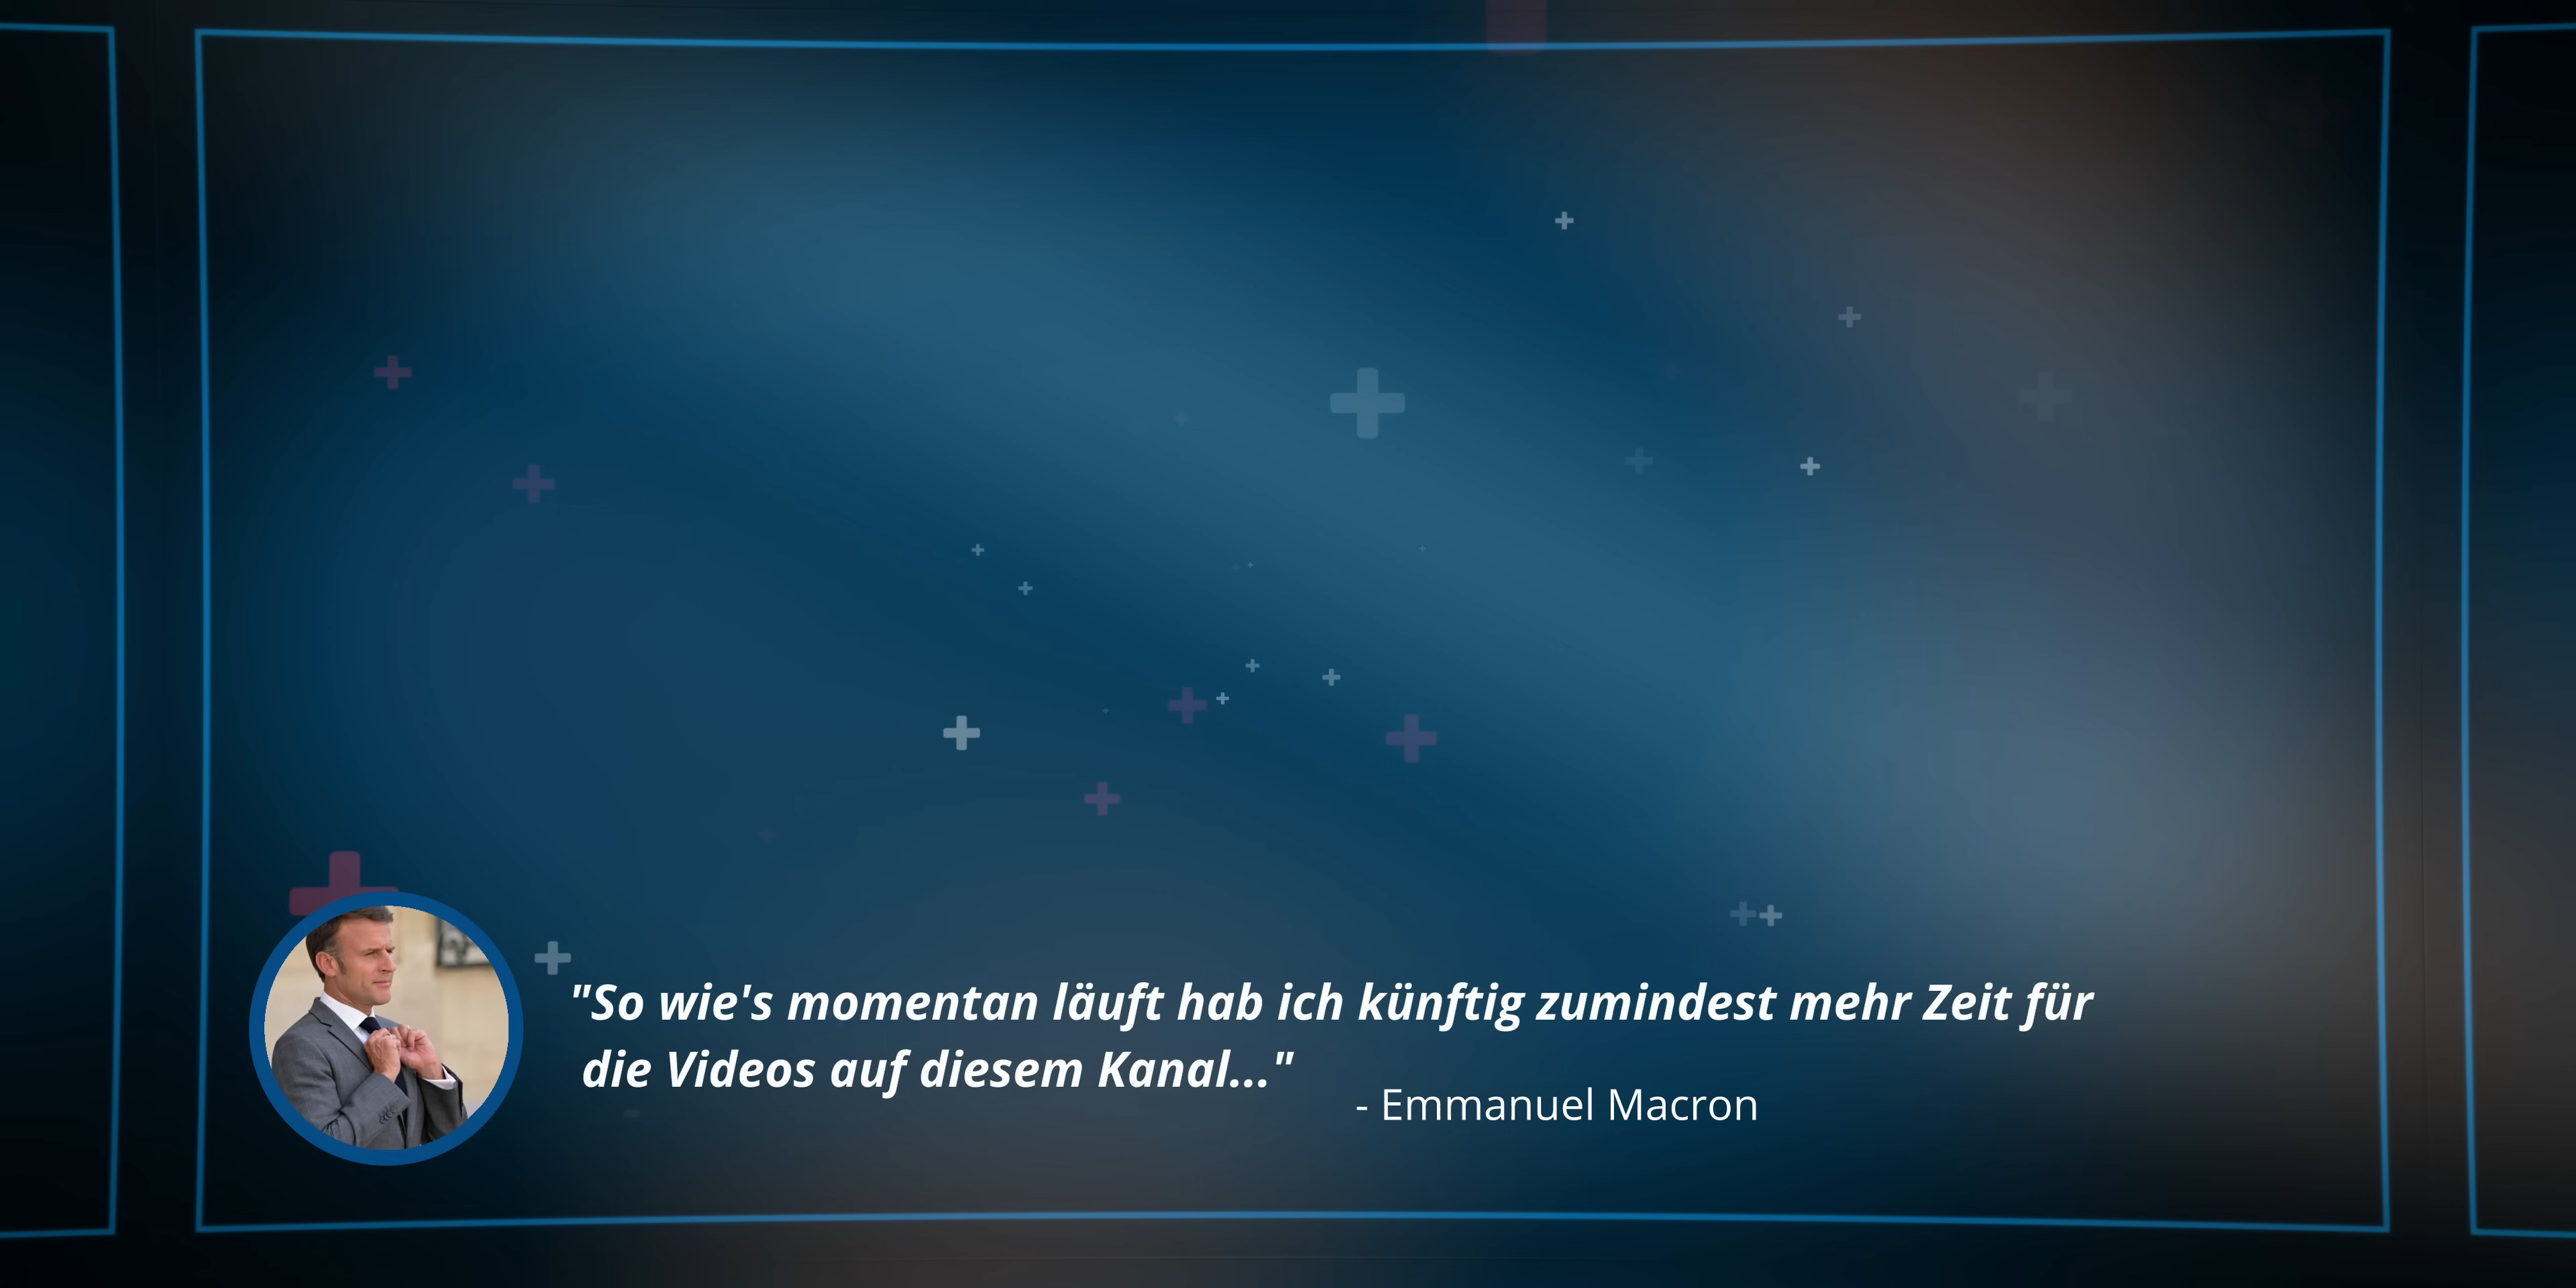 "So wie's momentan läuft hab ich künftig zumindest mehr Zeit für
die Videos auf diesem Kanal..."
- Emmanuel Macron